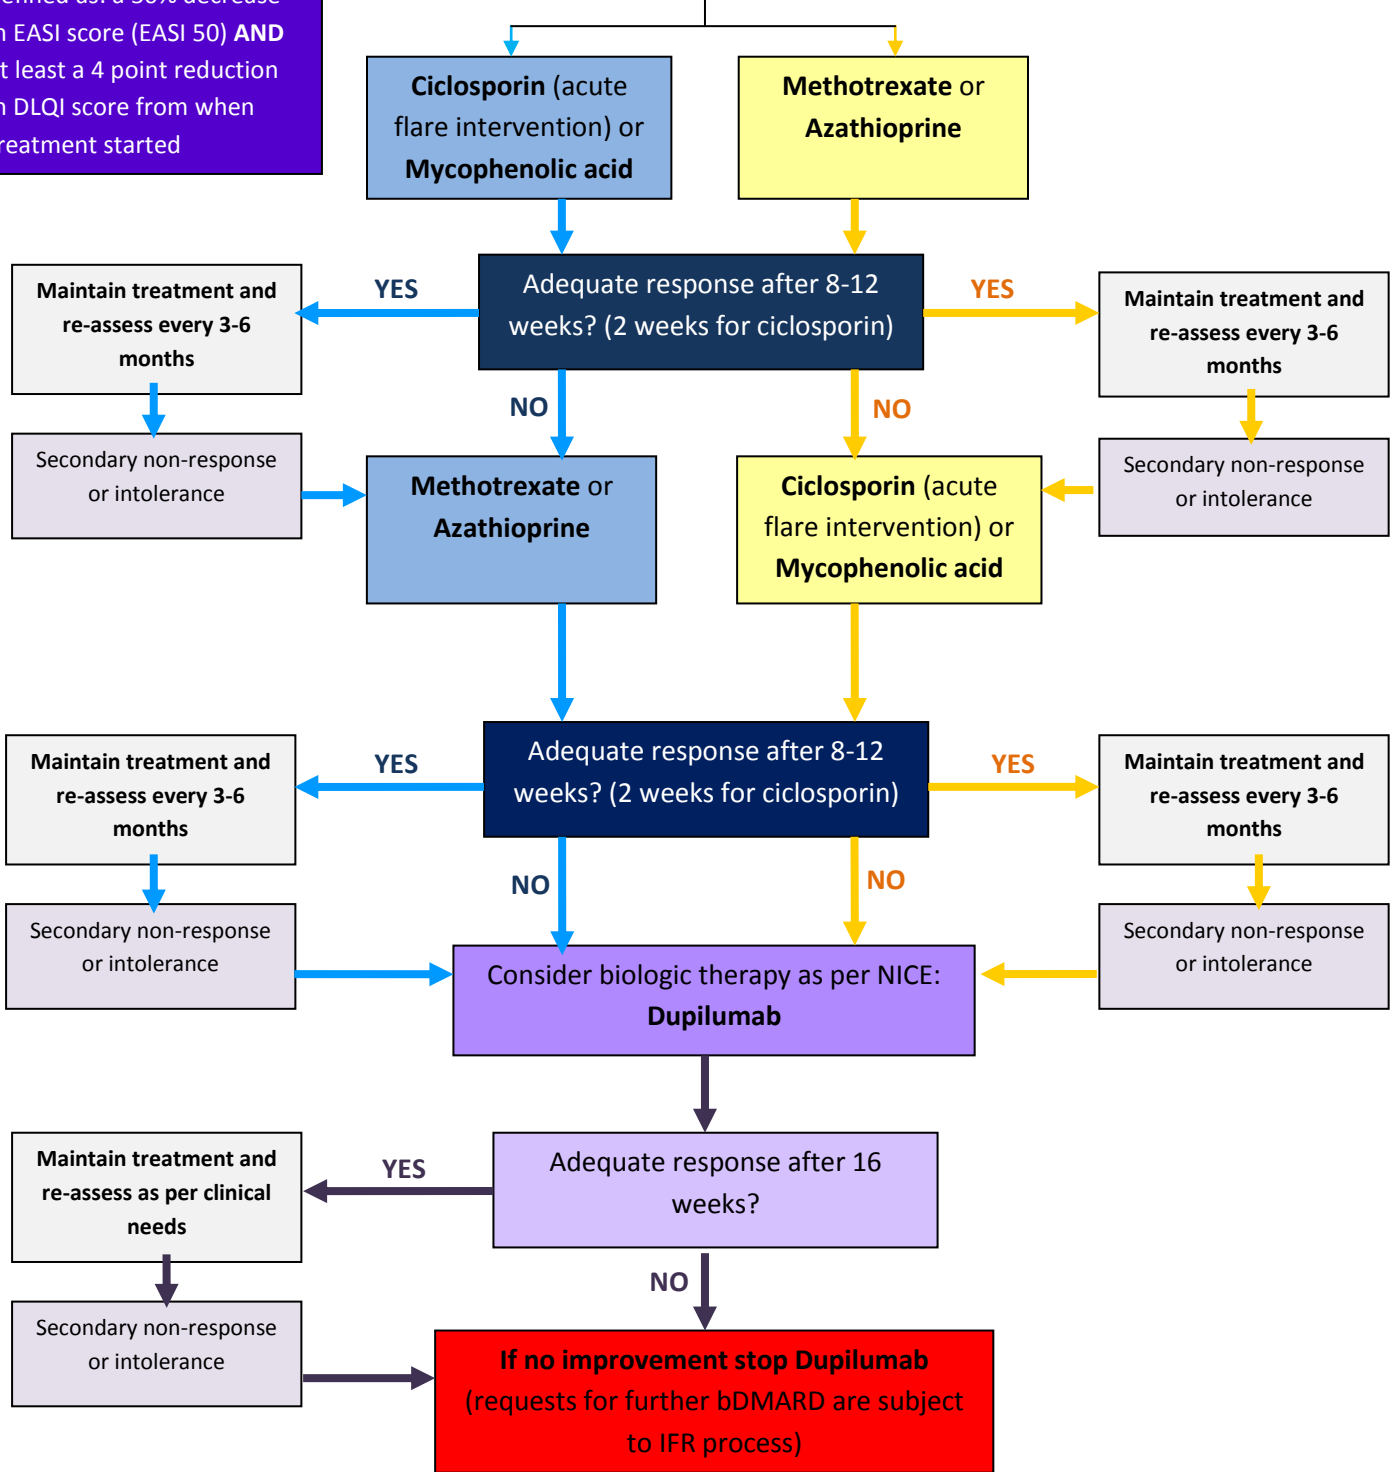 a 50% decrease
EASI score (EASI 50) AND
least a 4 point reduction
DLQI score from when
started
Ciclosporin (acute
flare intervention) or
Mycophenolic acid
Methotrexate or
Azathioprine
Adequate response after 8-12
weeks? (2 weeks for ciclosporin)
YES
YES
Maintain treatment and
re-assess every 3-6
months
Maintain treatment and
re-assess every 3-6
months
NO
NO
Secondary non-response
or intolerance
Methotrexate or
Azathioprine
Ciclosporin (acute
flare intervention) or
Mycophenolic acid
Secondary non-response
or intolerance
Adequate response after 8-12
weeks? (2 weeks for ciclosporin)
YES
YES
Maintain treatment and
re-assess every 3-6
months
Maintain treatment and
re-assess every 3-6
months
NO
NO
Secondary non-response
or intolerance
Secondary non-response
or intolerance
Consider biologic therapy as per NICE:
Dupilumab
Adequate response after 16
weeks?
YES
Maintain treatment and
re-assess as per clinical
needs
NO
Secondary non-response
or intolerance
If no improvement stop Dupilumab
(requests for further bDMARD are subject
to IFR process)